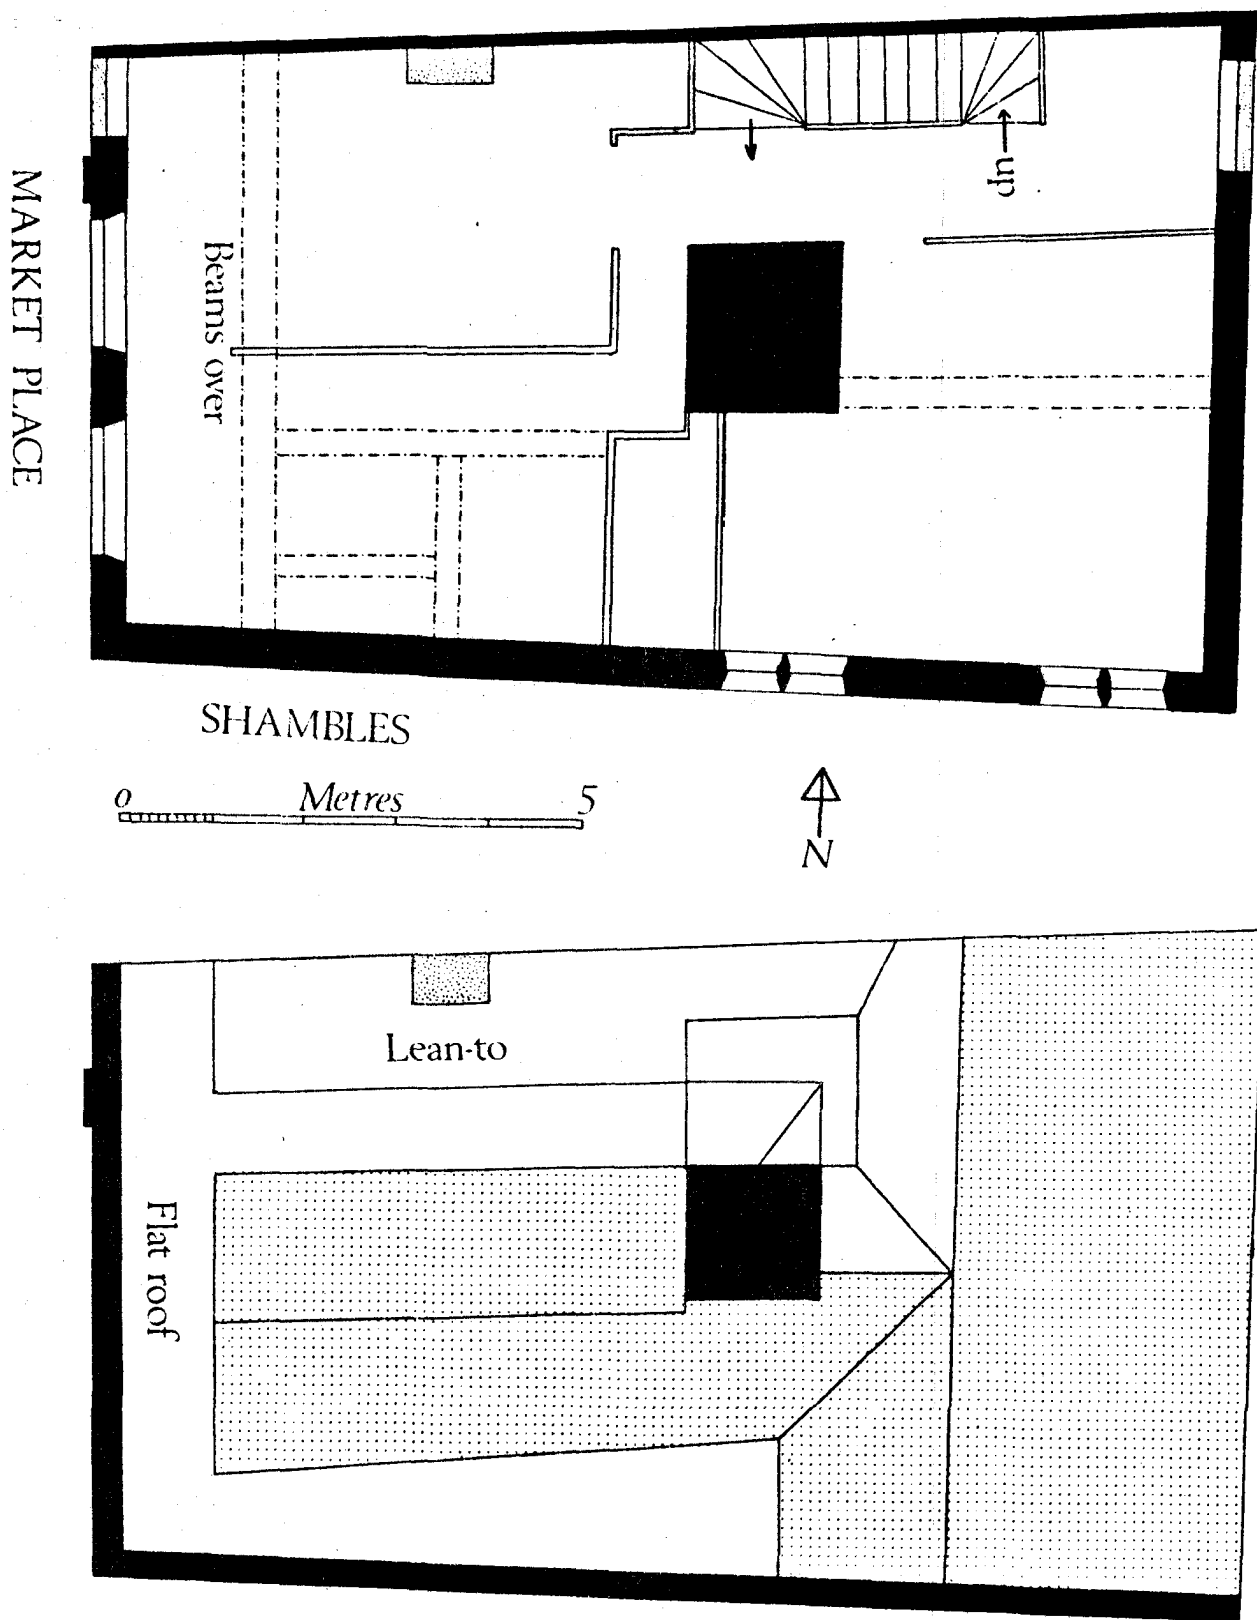 MARKET PLACE
Beams over
up
SHAMBLES
0 Metres 5
N
Lean-to
Flat roof